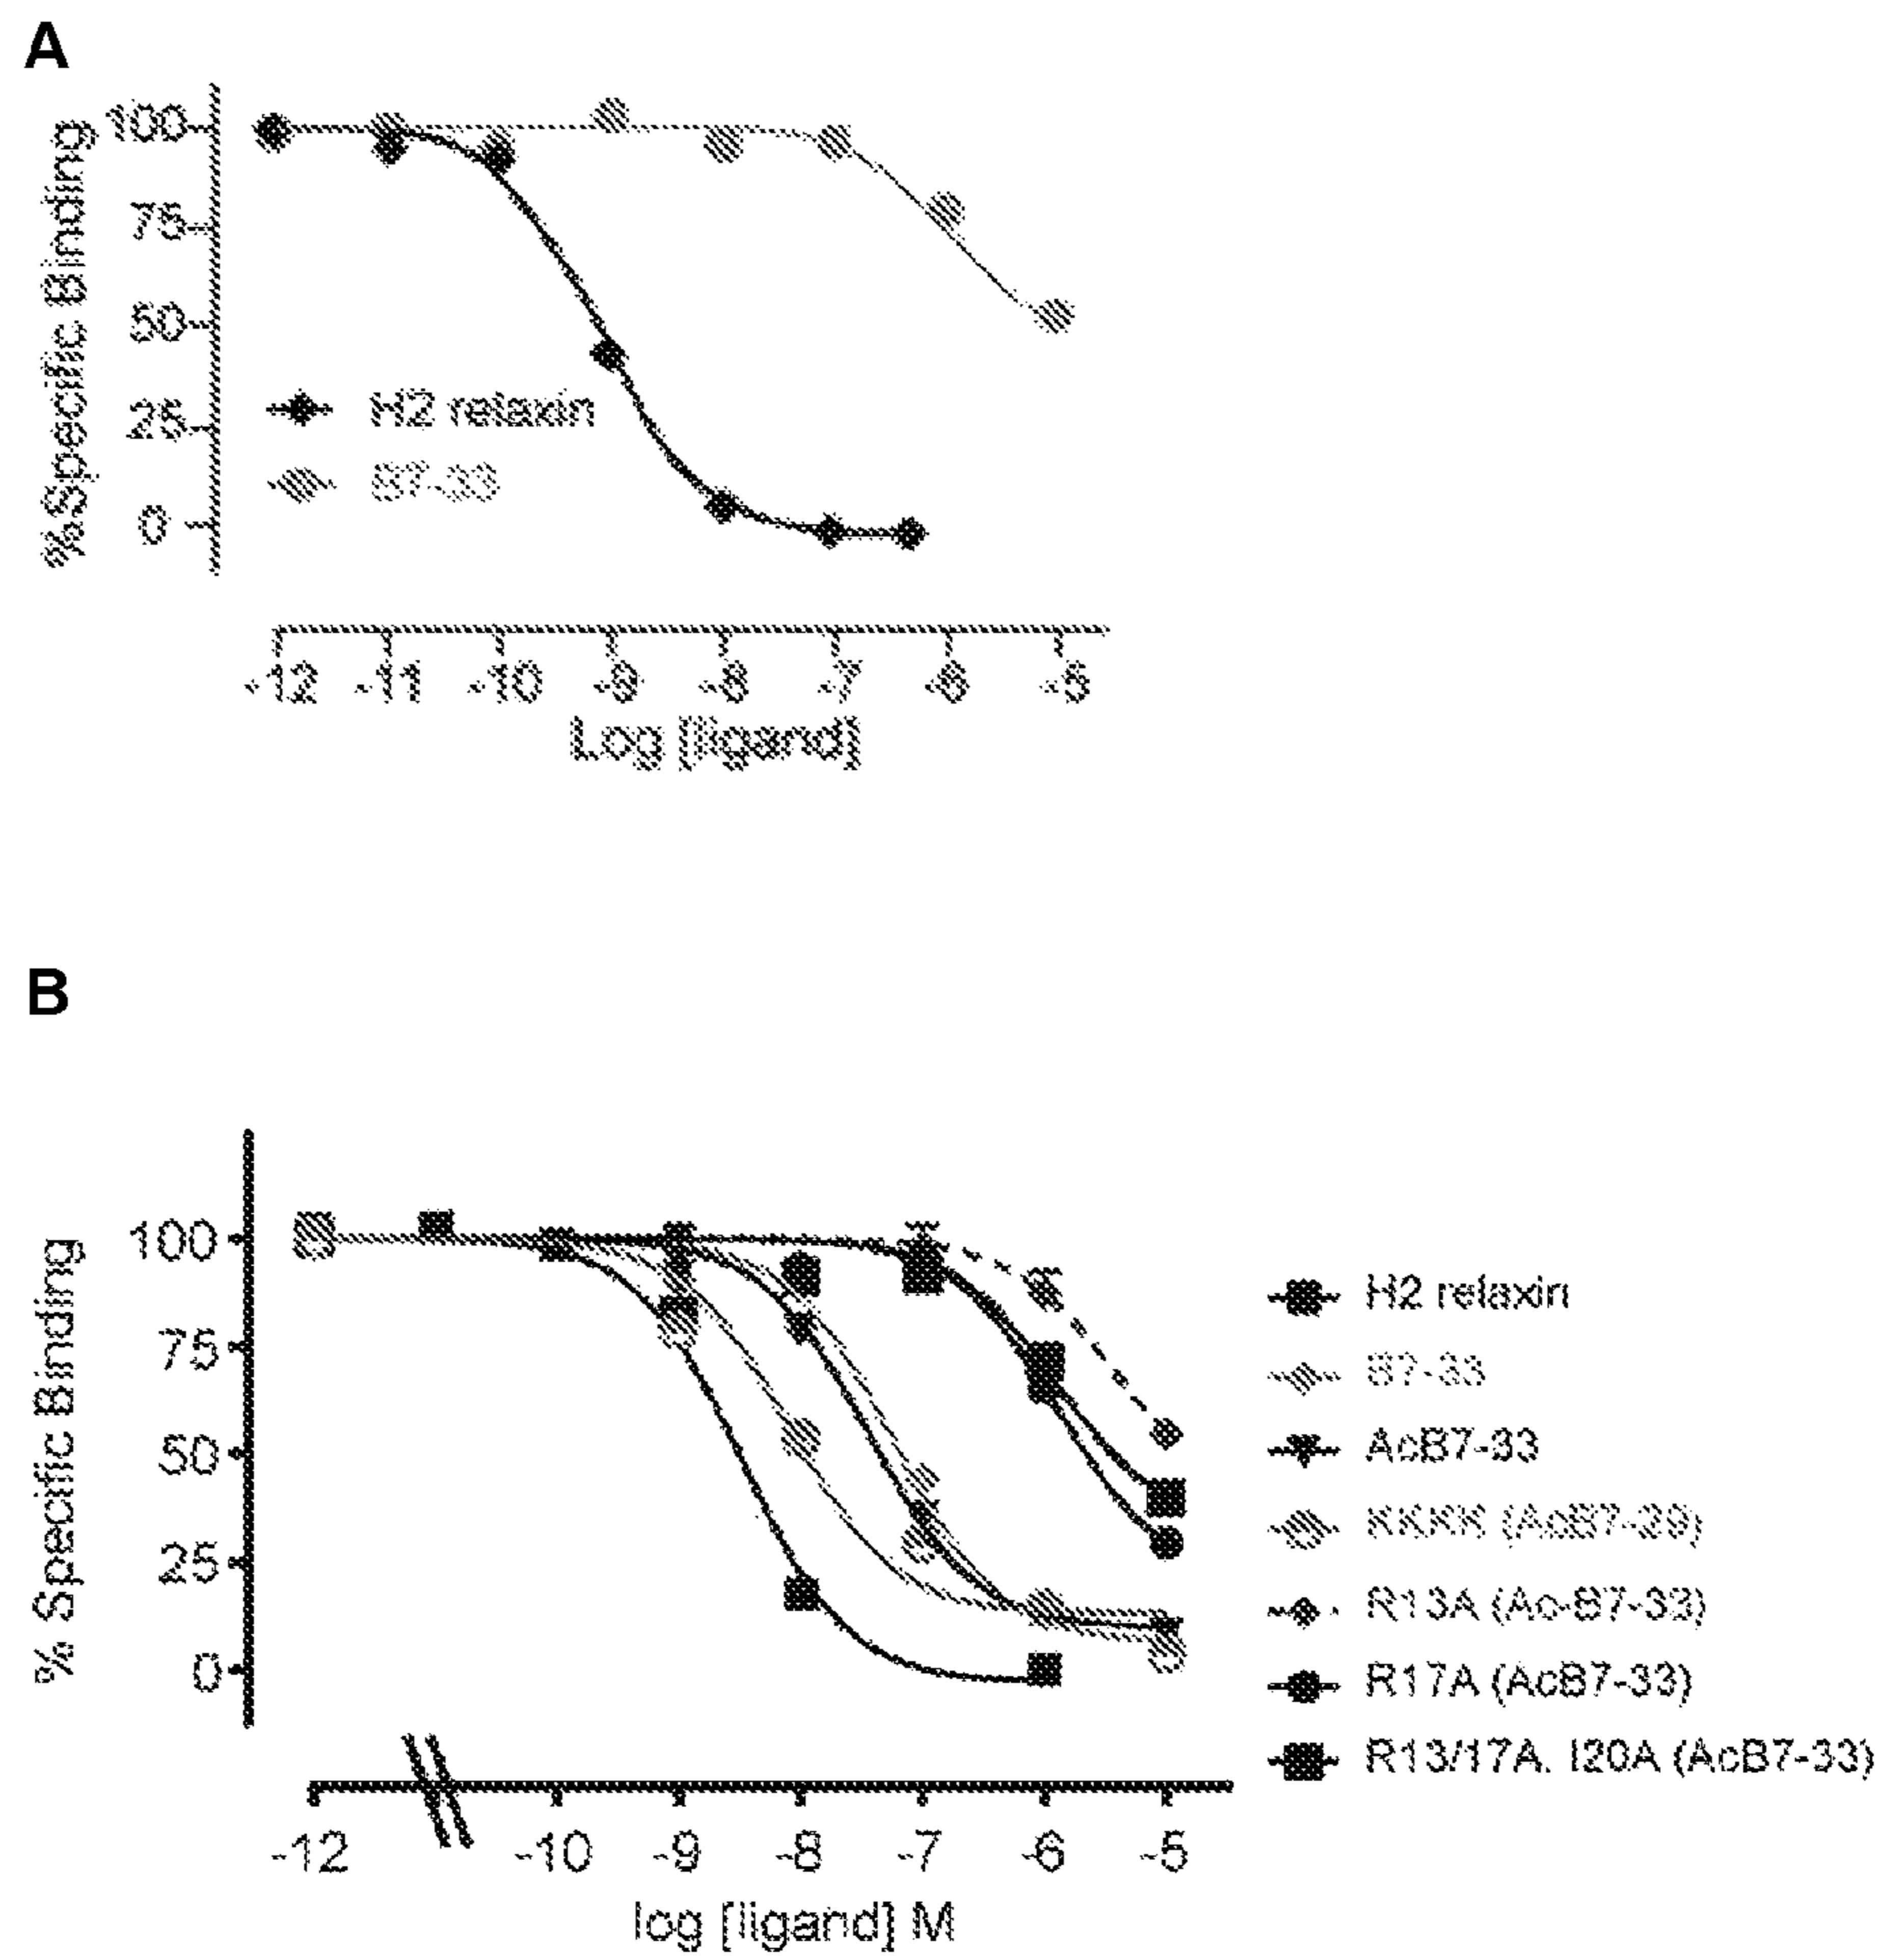 A
%Specific Binding
100
75
50
25
0
H2 relaxin
B7-33
-12 -11 -10 -9 -8 -7 -6 -5
Log [ligand]
B
% Specific Binding
100
75
50
25
0
H2 relaxin
B7-33
AcB7-33
KKKK (AcB7-29)
R13A (Ac-B7-33)
R17A (AcB7-33)
R13/17A, I20A (AcB7-33)
-12 -10 -9 -8 -7 -6 -5
log [ligand] M